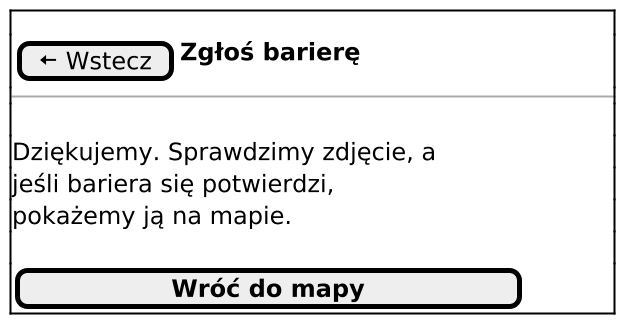 ← Wstecz Zgłoś barierę
Dziękujemy. Sprawdzimy zdjęcie, a
jeśli bariera się potwierdzi,
pokażemy ją na mapie.
Wróć do mapy